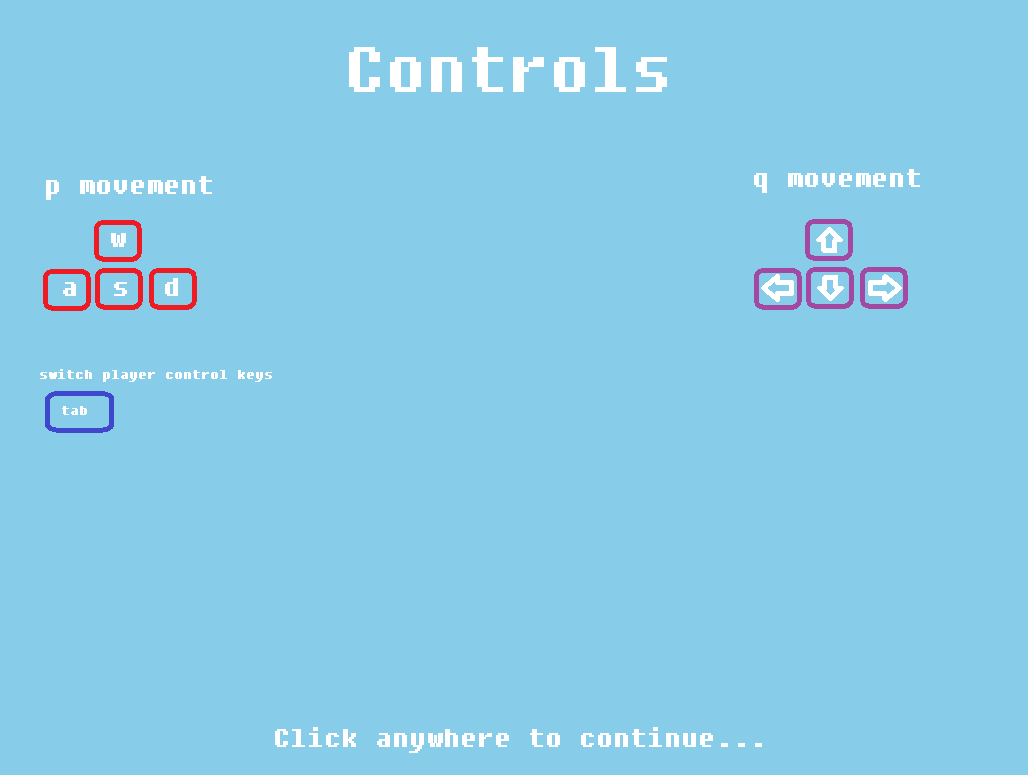 Controls
p movement
q movement
w
a s d
switch player control keys
tab
Click anywhere to continue...